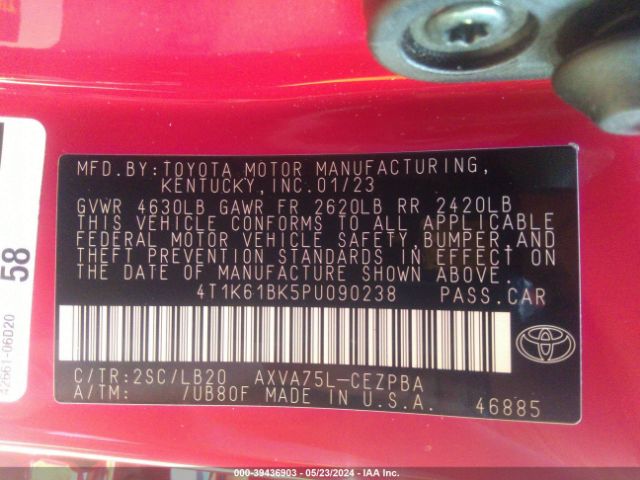 MFD.BY:TOYOTA MOTOR MANUFACTURING,
KENTUCKY,INC.01/23
GVWR 4630LB GAWR FR 2620LB RR 2420LB
THIS VEHICLE CONFORMS TO ALL APPLICABLE
FEDERAL MOTOR VEHICLE SAFETY,BUMPER,AND
THEFT PREVENTION STANDARDS IN EFFECT ON
THE DATE OF MANUFACTURE SHOWN ABOVE.
4T1K61BK5PU090238 PASS.CAR
C/TR:2SC/LB20 AXVA75L-CEZPBA
A/TM: /UB80F MADE IN U.S.A. 46885
58
42661-06D20
000-39436903 - 05/23/2024 - IAA Inc.